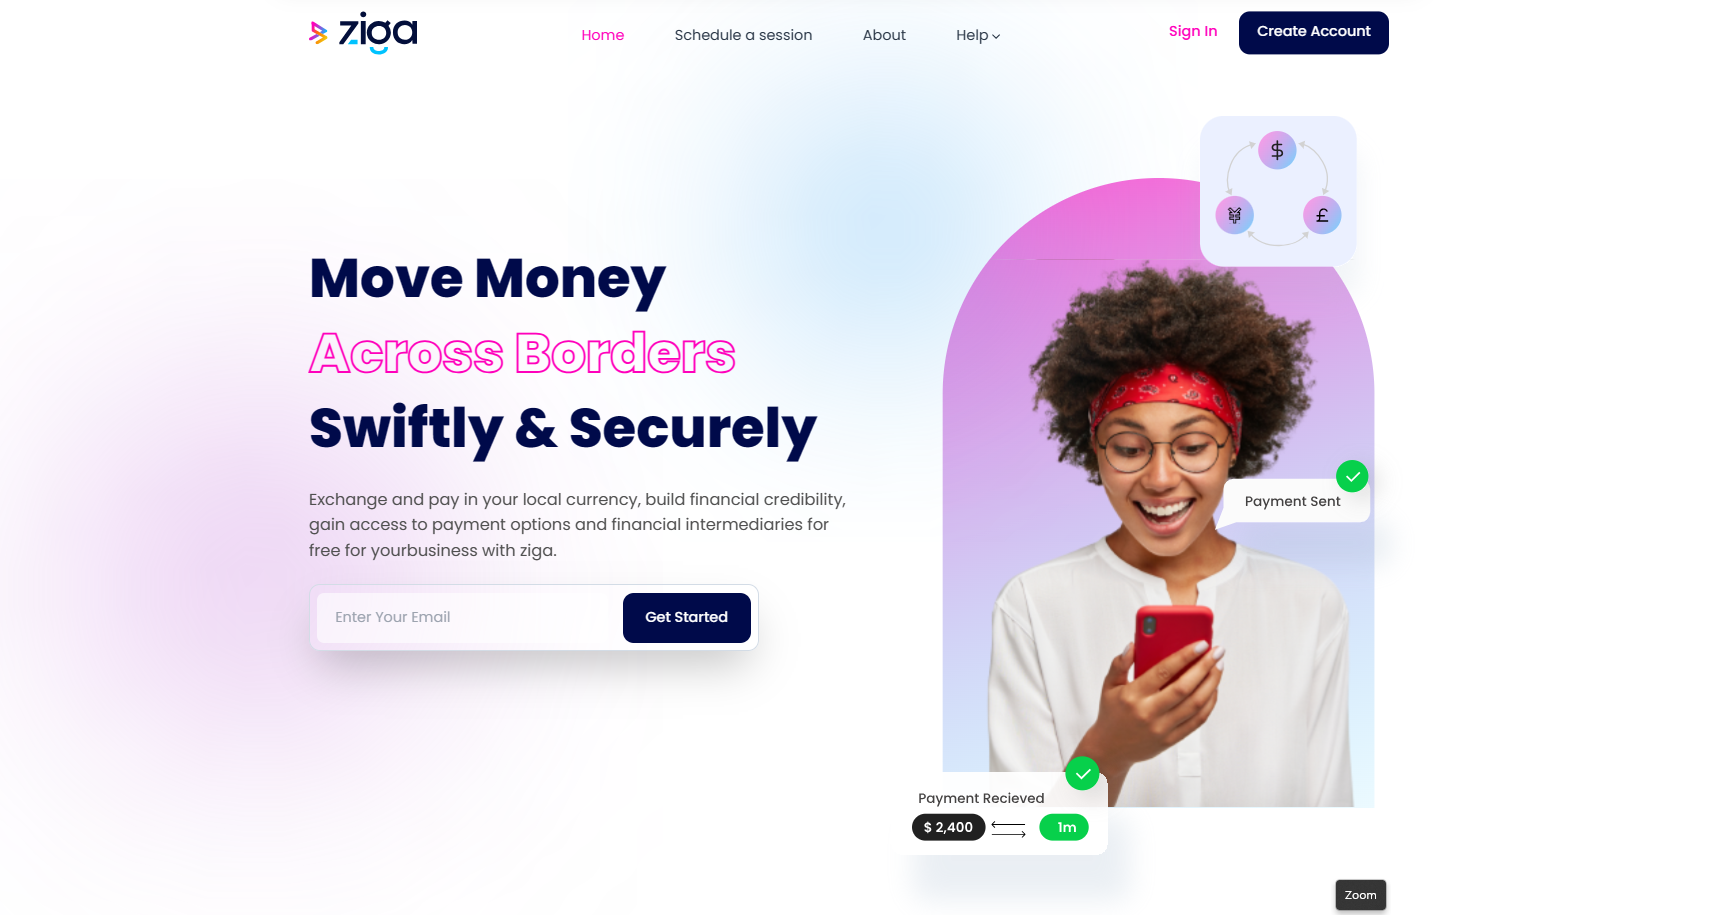 ziga
Home
Schedule a session
About
Help
Sign In
Create Account
$
¥
£
Move Money
Across Borders
Swiftly & Securely
Exchange and pay in your local currency, build financial credibility,
gain access to payment options and financial intermediaries for
free for yourbusiness with ziga.
Enter Your Email
Get Started
Payment Sent
Payment Recieved
$ 2,400
1m
Zoom